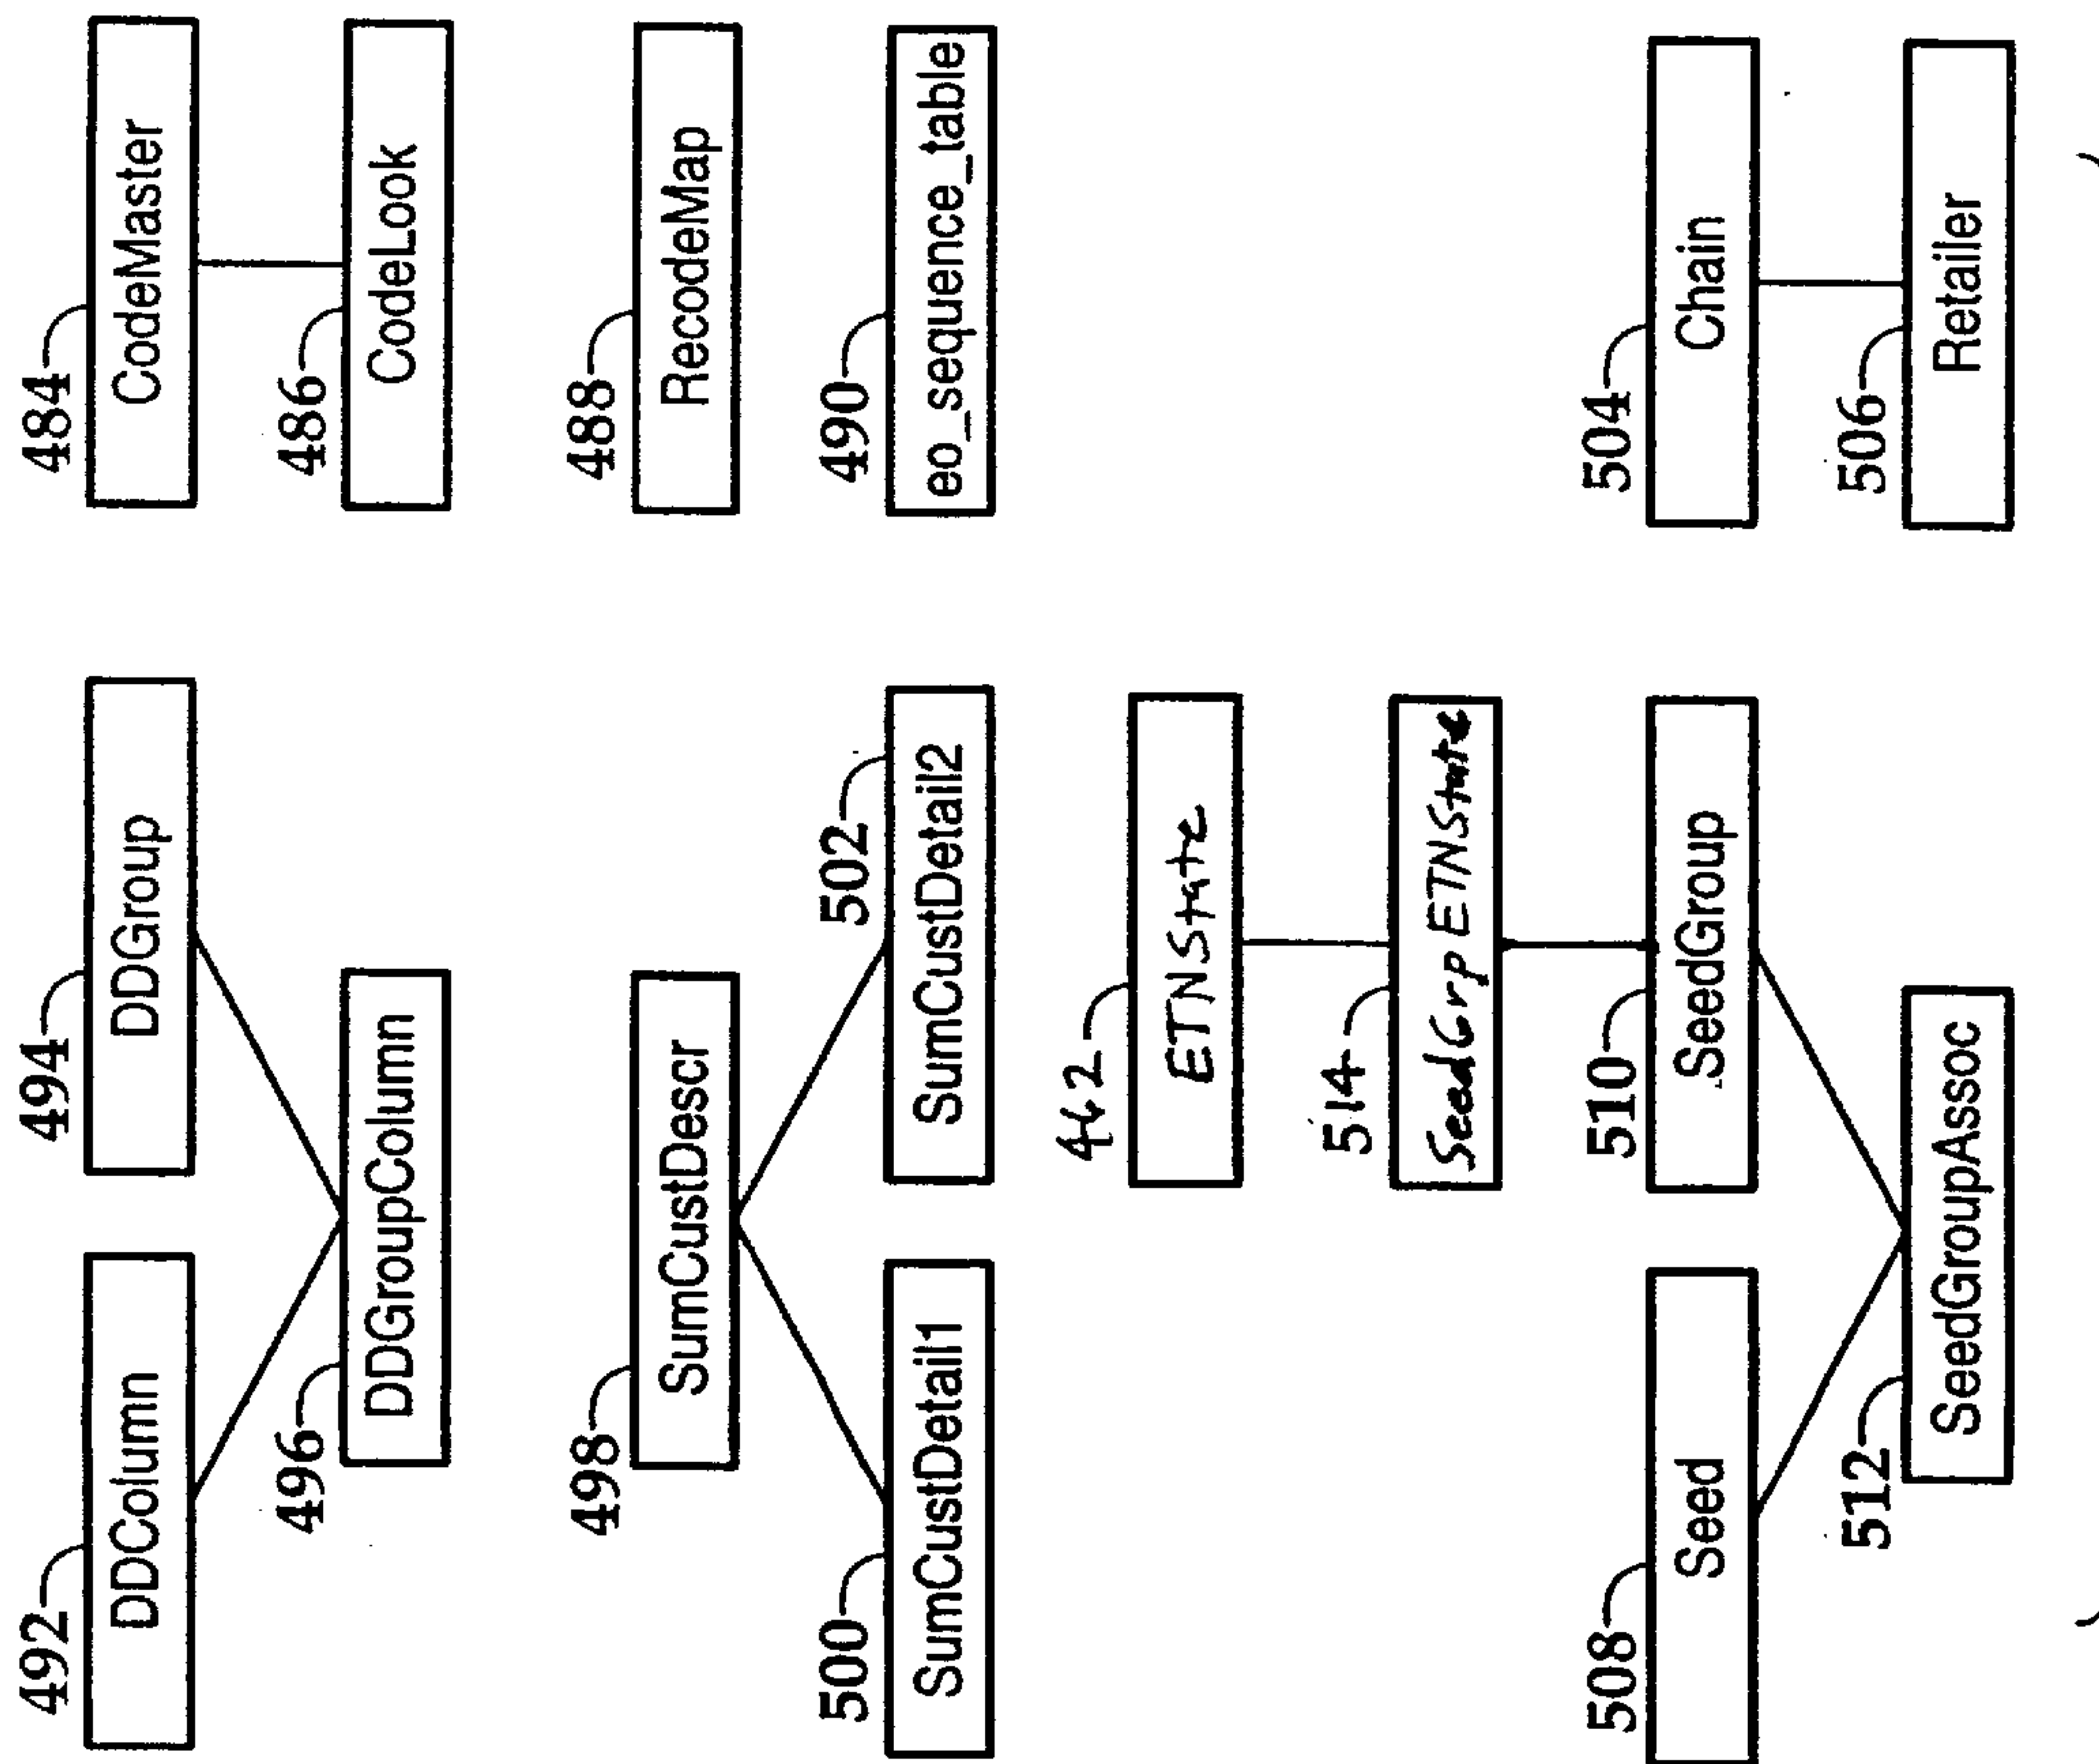 492
DDColumn
494
DDGroup
484
CodeMaster
496
DDGroupColumn
486
CodeLook
498
SumCustDescr
488
RecodeMap
500
SumCustDetail1
502
SumCustDetail2
490
eo_sequence_table
462
ETNState
514
SeedGrpETNState
508
Seed
510
SeedGroup
504
Chain
512
SeedGroupAssoc
506
Retailer